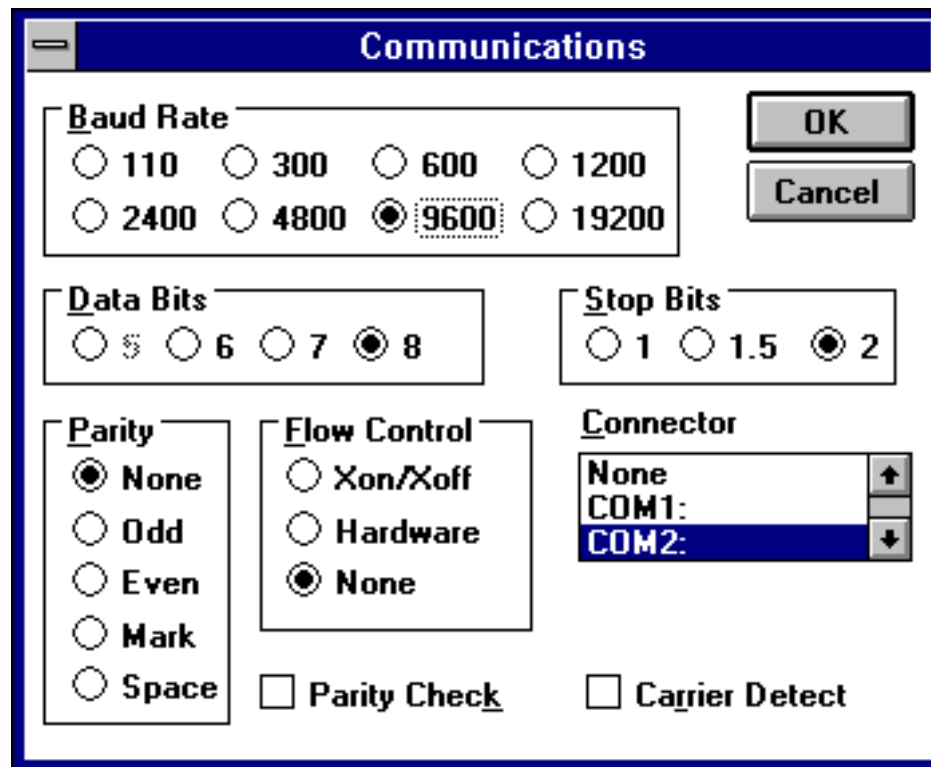 Communications
Baud Rate
OK
110 300 600 1200
Cancel
2400 4800 9600 19200
Data Bits
Stop Bits
5 6 7 8
1 1.5 2
Parity
Flow Control
Connector
None
Xon/Xoff
None
COM1:
Odd
Hardware
COM2:
Even
None
Mark
Space
Parity Check
Carrier Detect